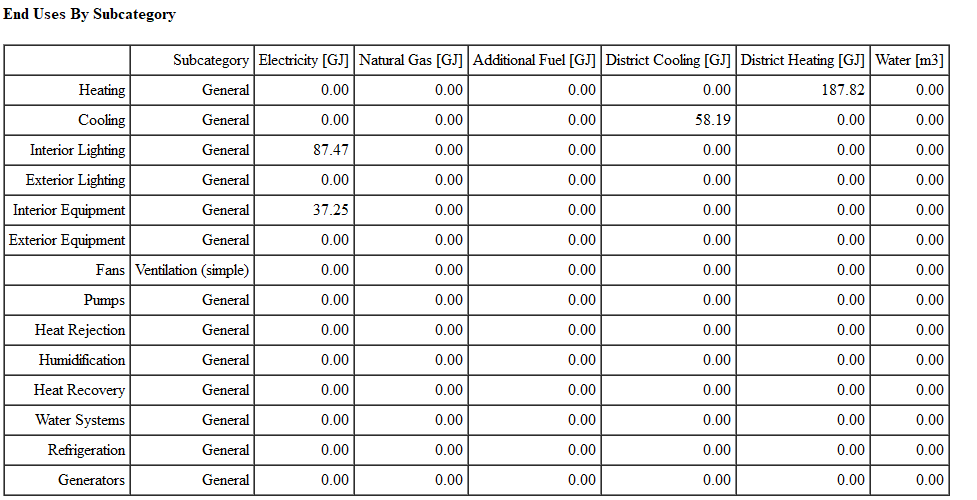 End Uses By Subcategory
Subcategory Electricity [GJ] Natural Gas [GJ] Additional Fuel [GJ] District Cooling [GJ] District Heating [GJ] Water [m3]
Heating General 0.00 0.00 0.00 0.00 187.82 0.00
Cooling General 0.00 0.00 0.00 58.19 0.00 0.00
Interior Lighting General 87.47 0.00 0.00 0.00 0.00 0.00
Exterior Lighting General 0.00 0.00 0.00 0.00 0.00 0.00
Interior Equipment General 37.25 0.00 0.00 0.00 0.00 0.00
Exterior Equipment General 0.00 0.00 0.00 0.00 0.00 0.00
Fans Ventilation (simple) 0.00 0.00 0.00 0.00 0.00 0.00
Pumps General 0.00 0.00 0.00 0.00 0.00 0.00
Heat Rejection General 0.00 0.00 0.00 0.00 0.00 0.00
Humidification General 0.00 0.00 0.00 0.00 0.00 0.00
Heat Recovery General 0.00 0.00 0.00 0.00 0.00 0.00
Water Systems General 0.00 0.00 0.00 0.00 0.00 0.00
Refrigeration General 0.00 0.00 0.00 0.00 0.00 0.00
Generators General 0.00 0.00 0.00 0.00 0.00 0.00